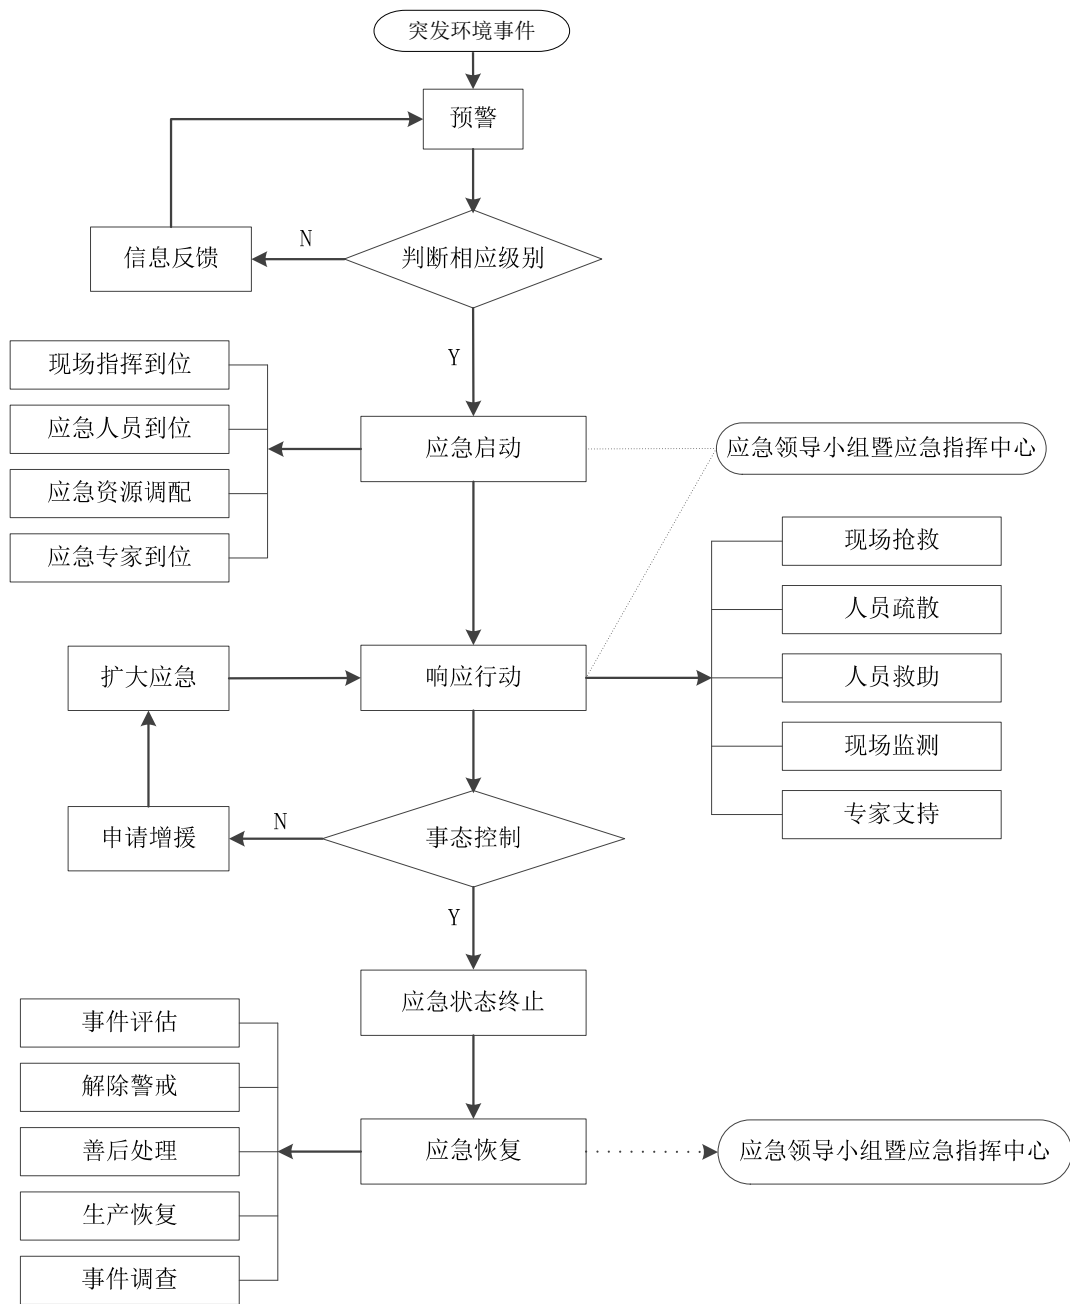 突发环境事件
预警
信息反馈
N
判断相应级别
Y
现场指挥到位
应急人员到位
应急资源调配
应急专家到位
应急启动
应急领导小组暨应急指挥中心
现场抢救
人员疏散
人员救助
现场监测
专家支持
扩大应急
响应行动
申请增援
N
事态控制
Y
应急状态终止
事件评估
解除警戒
善后处理
生产恢复
事件调查
应急恢复
应急领导小组暨应急指挥中心